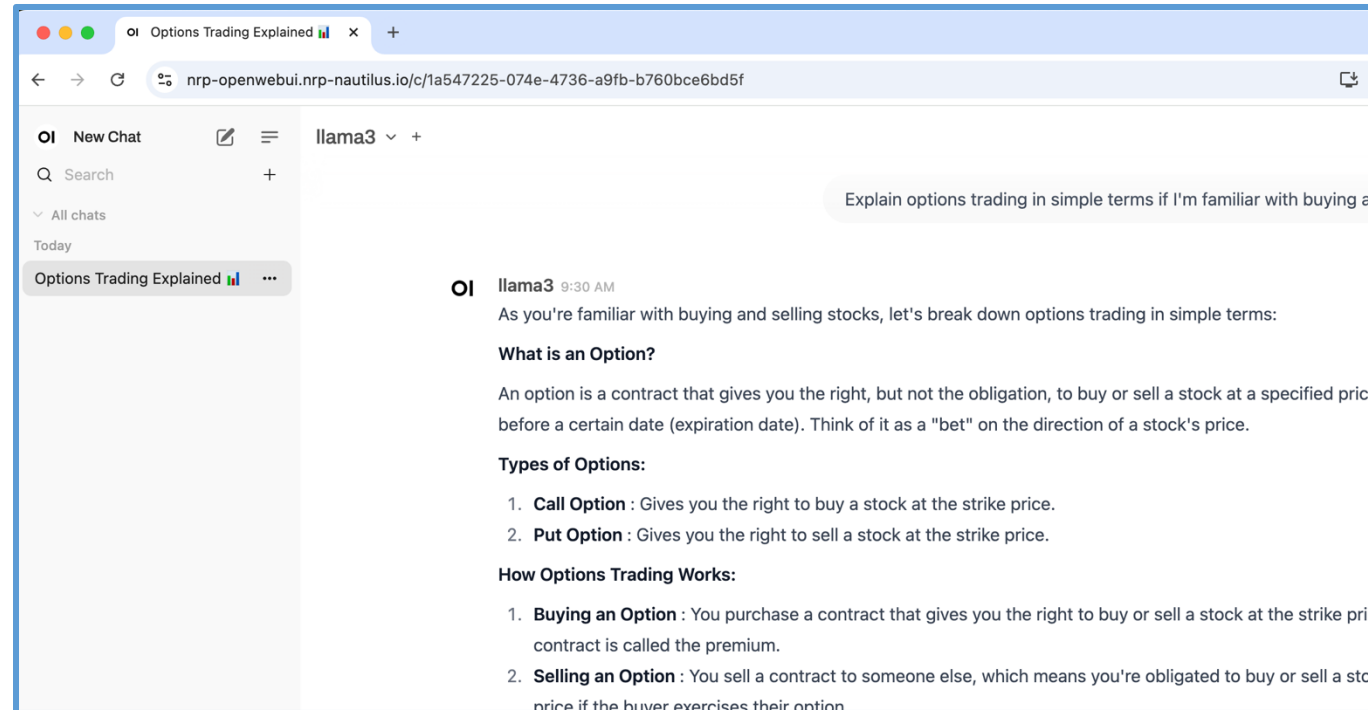 OI Options Trading Explained 📊
nrp-openwebui.nrp-nautilus.io/c/1a547225-074e-4736-a9fb-b760bce6bd5f
OI New Chat
llama3
Search
All chats
Today
Options Trading Explained 📊
Explain options trading in simple terms if I'm familiar with buying a
OI llama3 9:30 AM
As you're familiar with buying and selling stocks, let's break down options trading in simple terms:
What is an Option?
An option is a contract that gives you the right, but not the obligation, to buy or sell a stock at a specified pric
before a certain date (expiration date). Think of it as a "bet" on the direction of a stock's price.
Types of Options:
1. Call Option : Gives you the right to buy a stock at the strike price.
2. Put Option : Gives you the right to sell a stock at the strike price.
How Options Trading Works:
1. Buying an Option : You purchase a contract that gives you the right to buy or sell a stock at the strike pri
contract is called the premium.
2. Selling an Option : You sell a contract to someone else, which means you're obligated to buy or sell a sto
price if the buyer exercises their option.